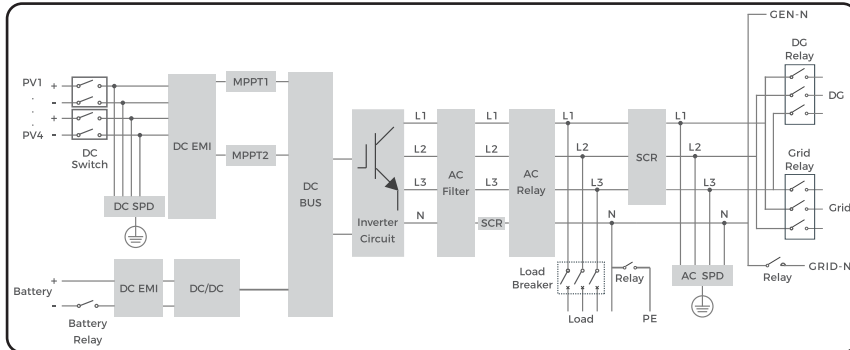 GEN-N
DG
Relay
PV1 +
.
. -
. +
PV4 -
DC
Switch
DC SPD
DC EMI
MPPT1
MPPT2
DC
BUS
L1
L2
L3
N
Inverter
Circuit
AC
Filter
L1
L2
L3
SCR
AC
Relay
L1
L2
L3
N
SCR
L1
L2
L3
N
DG
Grid
Relay
Grid
Battery
+
-
Battery
Relay
DC EMI
DC/DC
Load
Breaker
Load
Relay
PE
AC SPD
Relay
GRID-N